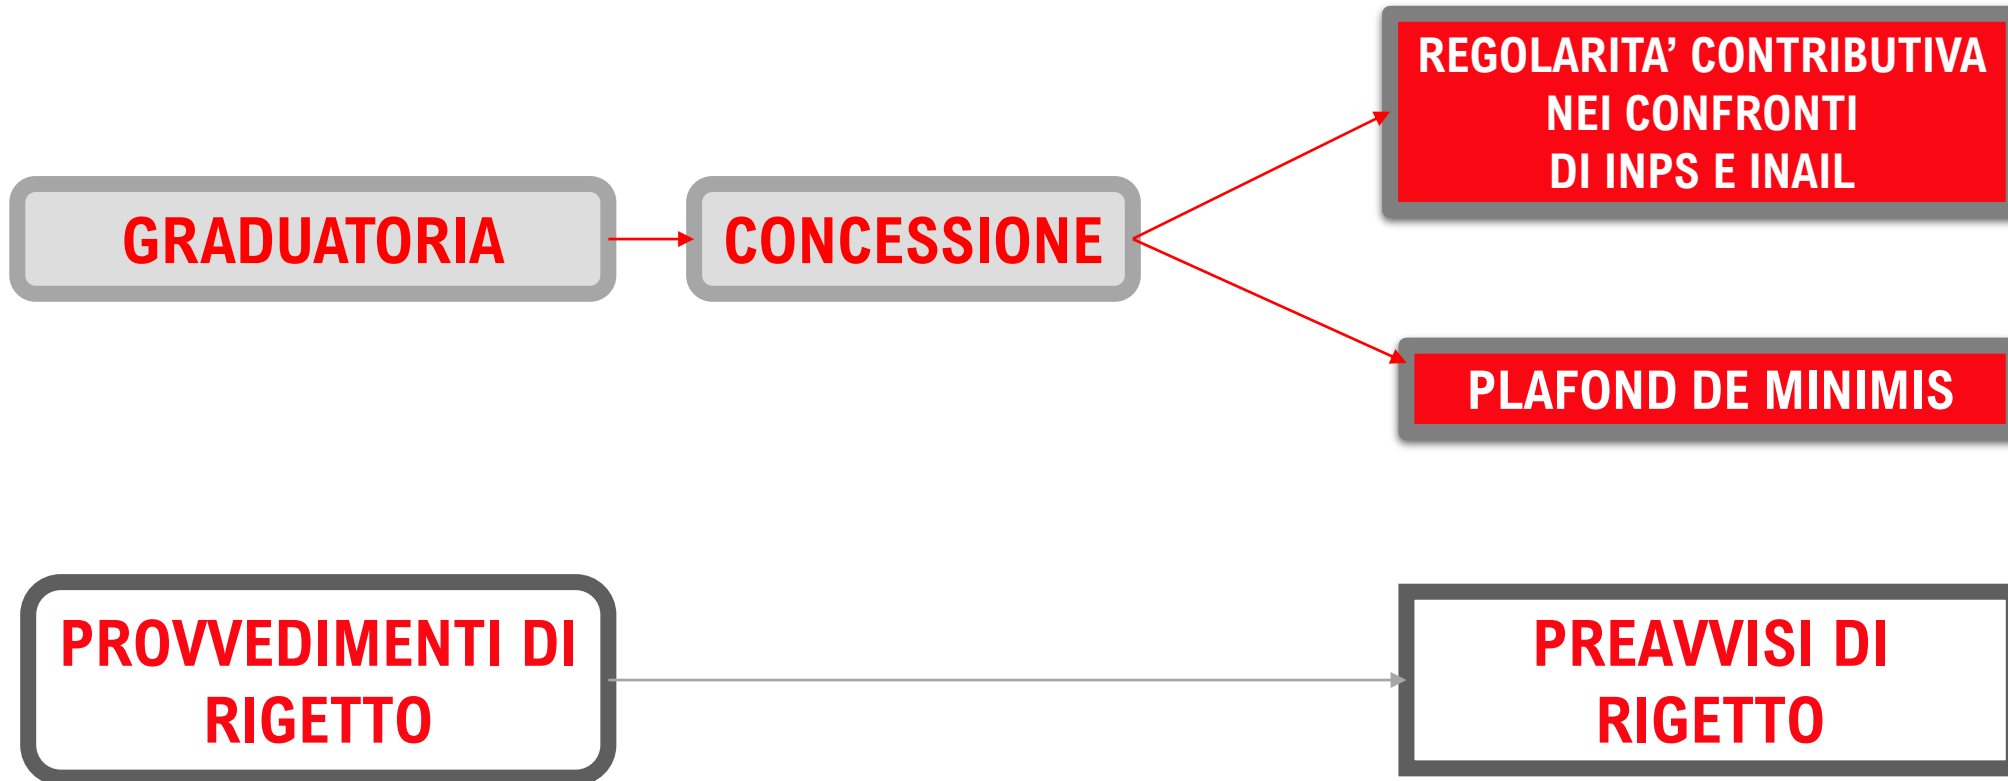 REGOLARITA’ CONTRIBUTIVA
NEI CONFRONTI
DI INPS E INAIL
GRADUATORIA
CONCESSIONE
PLAFOND DE MINIMIS
PROVVEDIMENTI DI
RIGETTO
PREAVVISI DI
RIGETTO